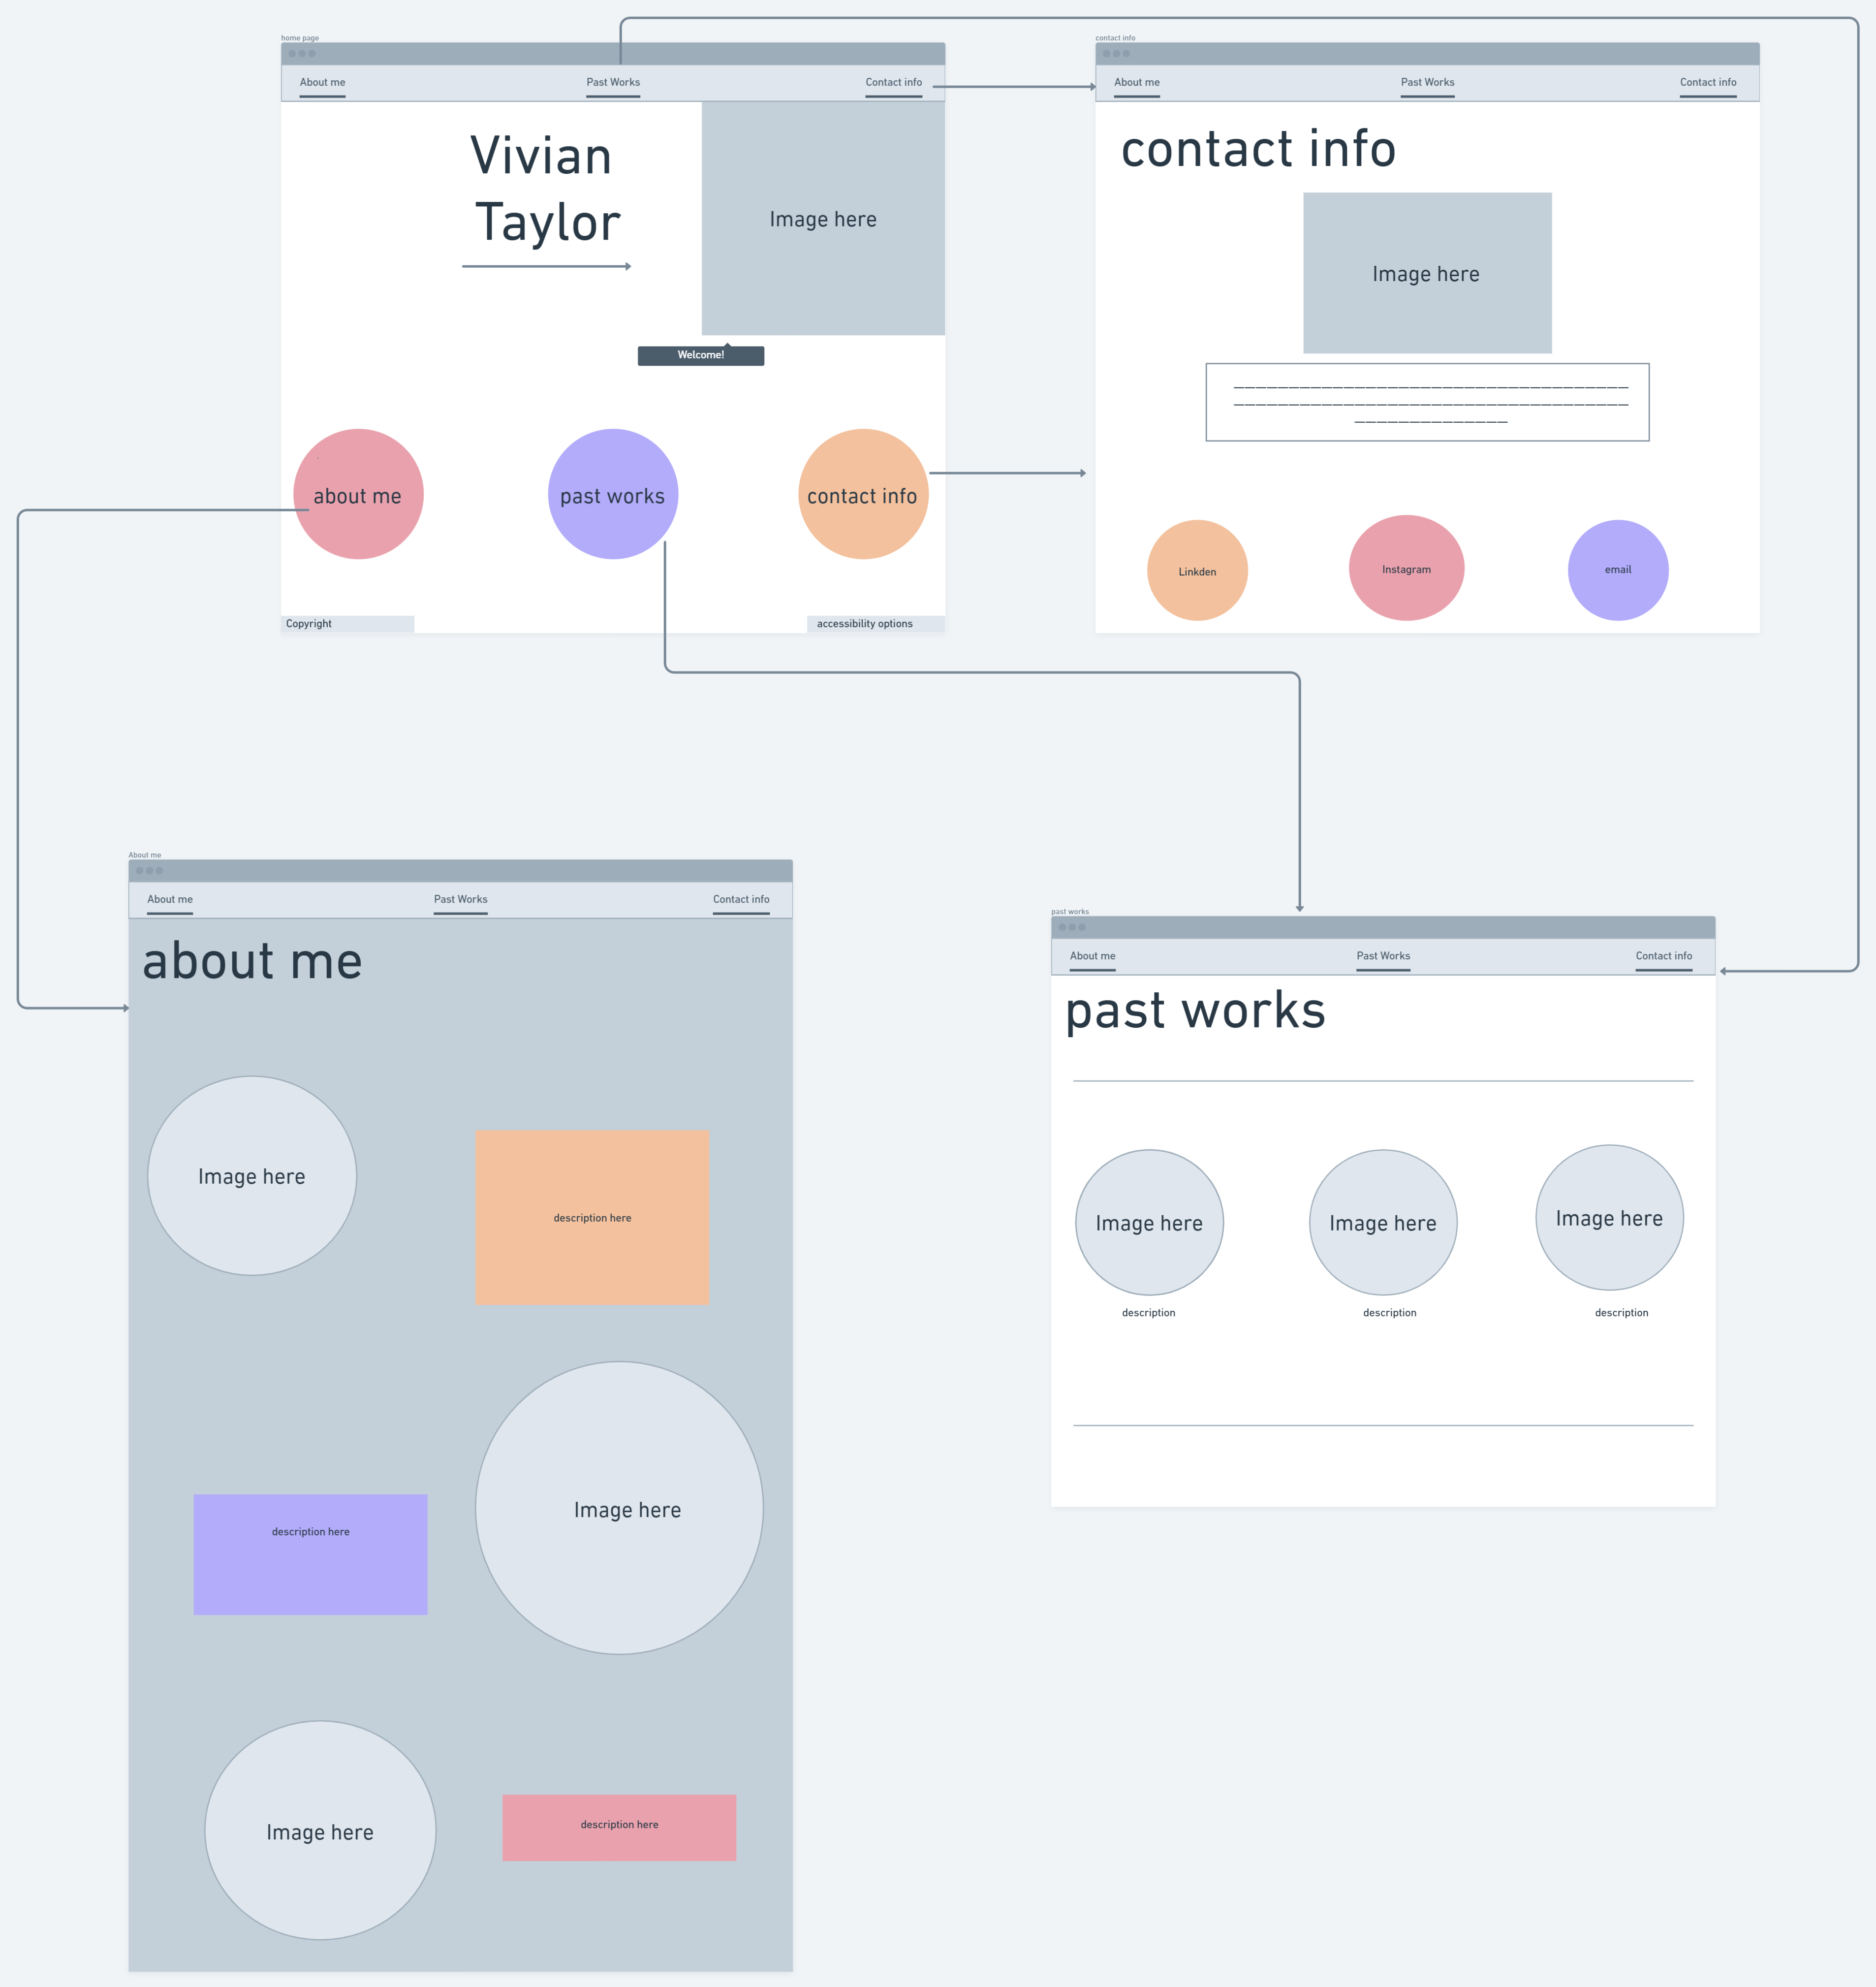 home page
About me
Past Works
Contact info
Vivian
Taylor
Image here
Welcome!
about me
past works
contact info
Copyright
accessibility options
contact info
About me
Past Works
Contact info
contact info
Image here
Linkden
Instagram
email
About me
About me
Past Works
Contact info
about me
Image here
description here
Image here
description here
Image here
description here
past works
About me
Past Works
Contact info
past works
Image here
Image here
Image here
description
description
description